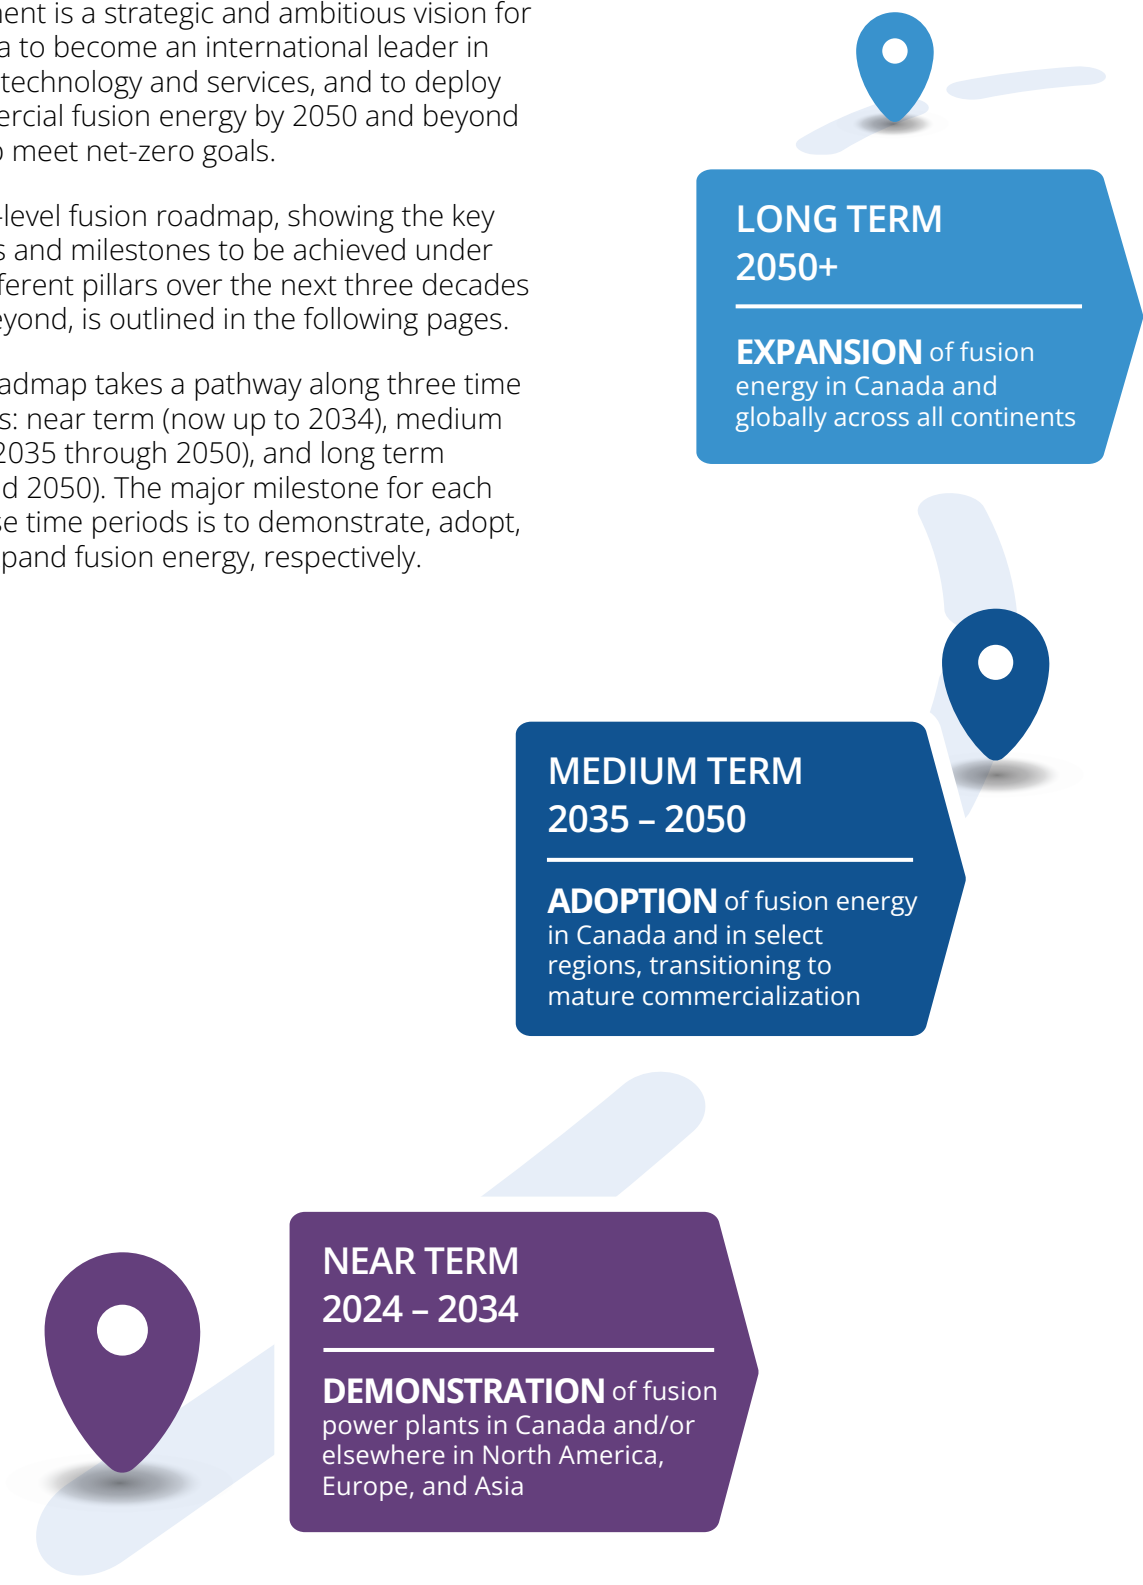 is a strategic and ambitious vision for
to become an international leader in
technology and services, and to deploy
fusion energy by 2050 and beyond
meet net-zero goals.
-level fusion roadmap, showing the key
and milestones to be achieved under
pillars over the next three decades
is outlined in the following pages.
takes a pathway along three time
near term (now up to 2034), medium
2035 through 2050), and long term
2050). The major milestone for each
time periods is to demonstrate, adopt,
fusion energy, respectively.
LONG TERM
2050+
EXPANSION of fusion
energy in Canada and
globally across all continents
MEDIUM TERM
2035 – 2050
ADOPTION of fusion energy
in Canada and in select
regions, transitioning to
mature commercialization
NEAR TERM
2024 – 2034
DEMONSTRATION of fusion
power plants in Canada and/or
elsewhere in North America,
Europe, and Asia